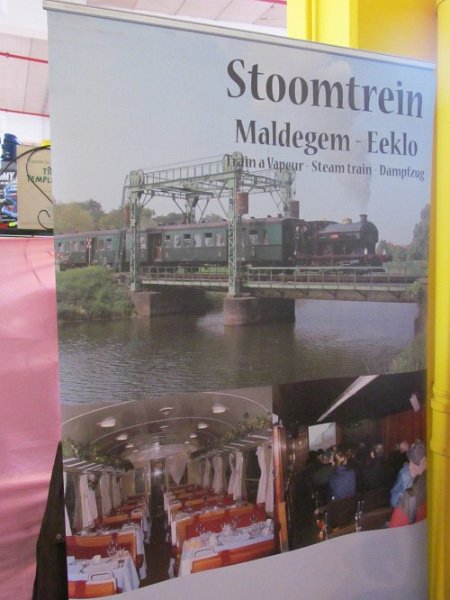 Stoomtrein
Maldegem - Eeklo
Train a Vapeur - Steam train - Dampfzug